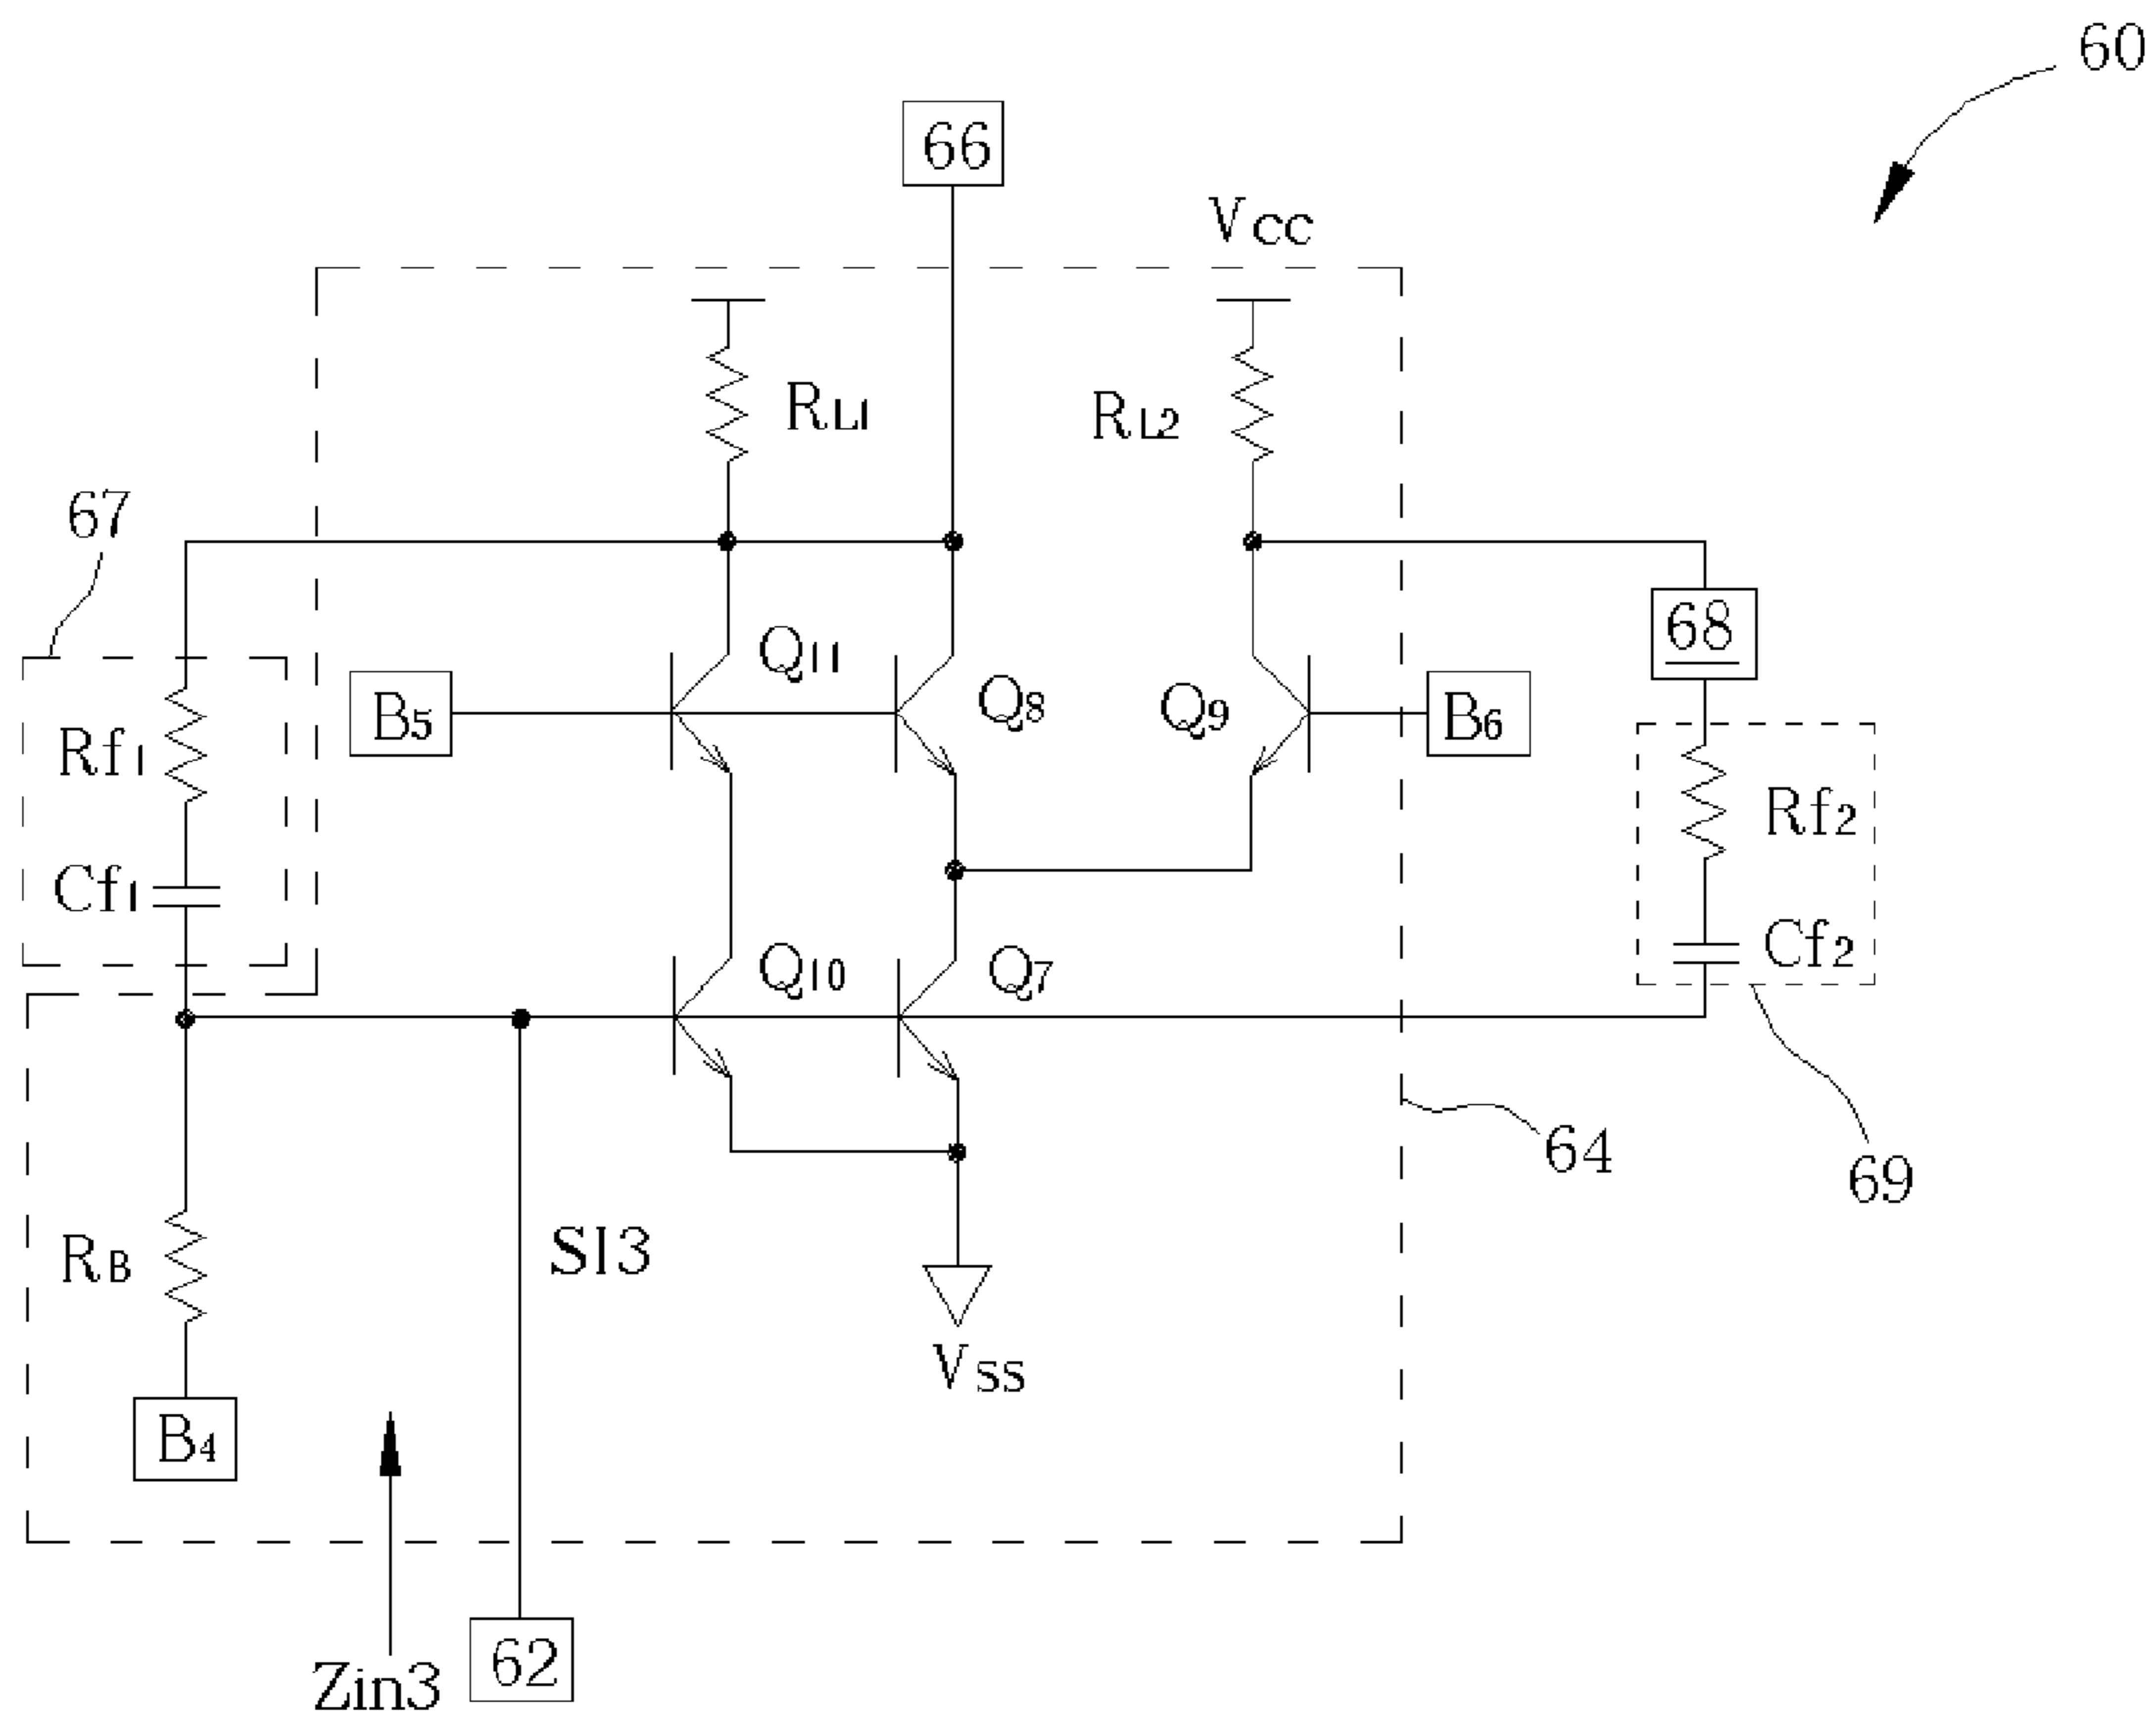 60
66
Vcc
RL1
RL2
67
68
Q11
Q8
Q9
B5
B6
Rf1
Rf2
Cf1
Cf2
Q10
Q7
64
69
RB
SI3
Vss
B4
Zin3
62